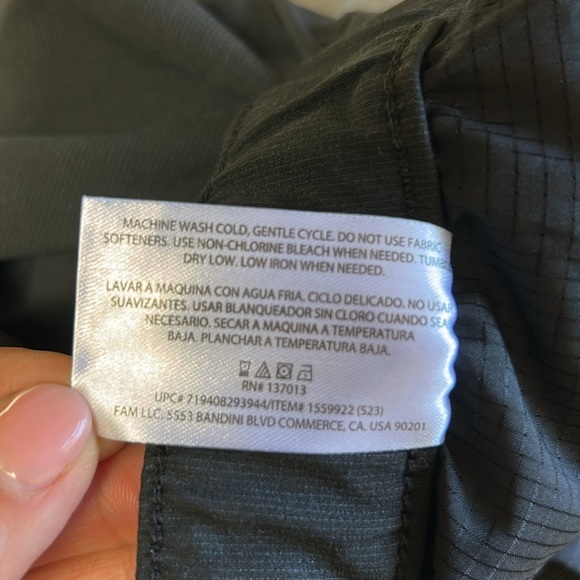 MACHINE WASH COLD, GENTLE CYCLE. DO NOT USE FABRIC
SOFTENERS. USE NON-CHLORINE BLEACH WHEN NEEDED. TUMBLE
DRY LOW. LOW IRON WHEN NEEDED.
LAVAR A MAQUINA CON AGUA FRIA, CICLO DELICADO. NO USAR
SUAVIZANTES. USAR BLANQUEADOR SIN CLORO CUANDO SEA
NECESARIO. SECAR A MAQUINA A TEMPERATURA
BAJA. PLANCHAR A TEMPERATURA BAJA.
RN# 137013
UPC# 719408293944/ITEM# 1559922 (S23)
FAM LLC. 5553 BANDINI BLVD COMMERCE, CA. USA 90201